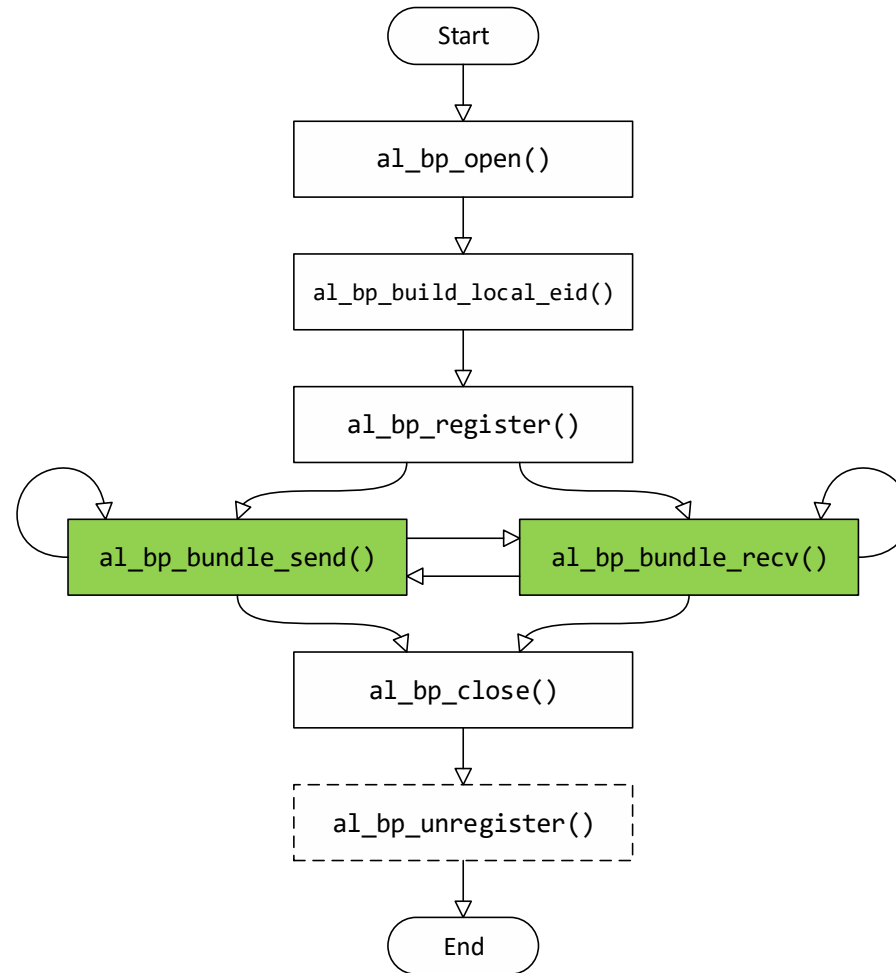 Start
al_bp_open()
al_bp_build_local_eid()
al_bp_register()
al_bp_bundle_send()
al_bp_bundle_recv()
al_bp_close()
al_bp_unregister()
End